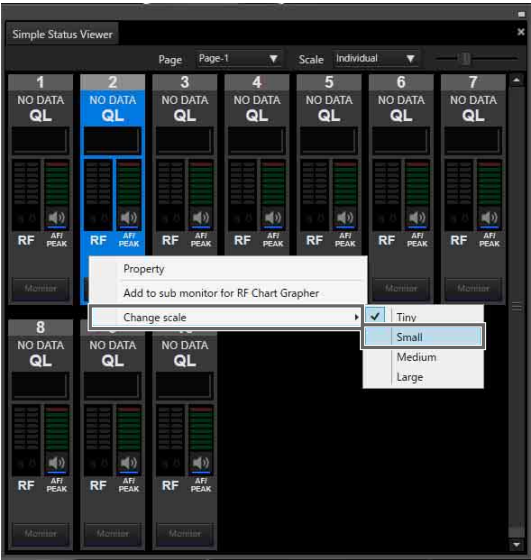 Simple Status Viewer
Page Page-1 Scale Individual
1 2 3 4 5 6 7
NO DATA NO DATA NO DATA NO DATA NO DATA NO DATA NO DATA
QL QL QL QL QL QL QL
RF AF/PEAK RF AF/PEAK RF AF/PEAK RF AF/PEAK RF AF/PEAK RF AF/PEAK RF AF/PEAK
Monitor Monitor Monitor
Property
Add to sub monitor for RF Chart Grapher
Change scale
Tiny
Small
Medium
Large
8
NO DATA NO DATA NO DATA
QL QL QL
RF AF/PEAK RF AF/PEAK RF AF/PEAK
Monitor Monitor Monitor